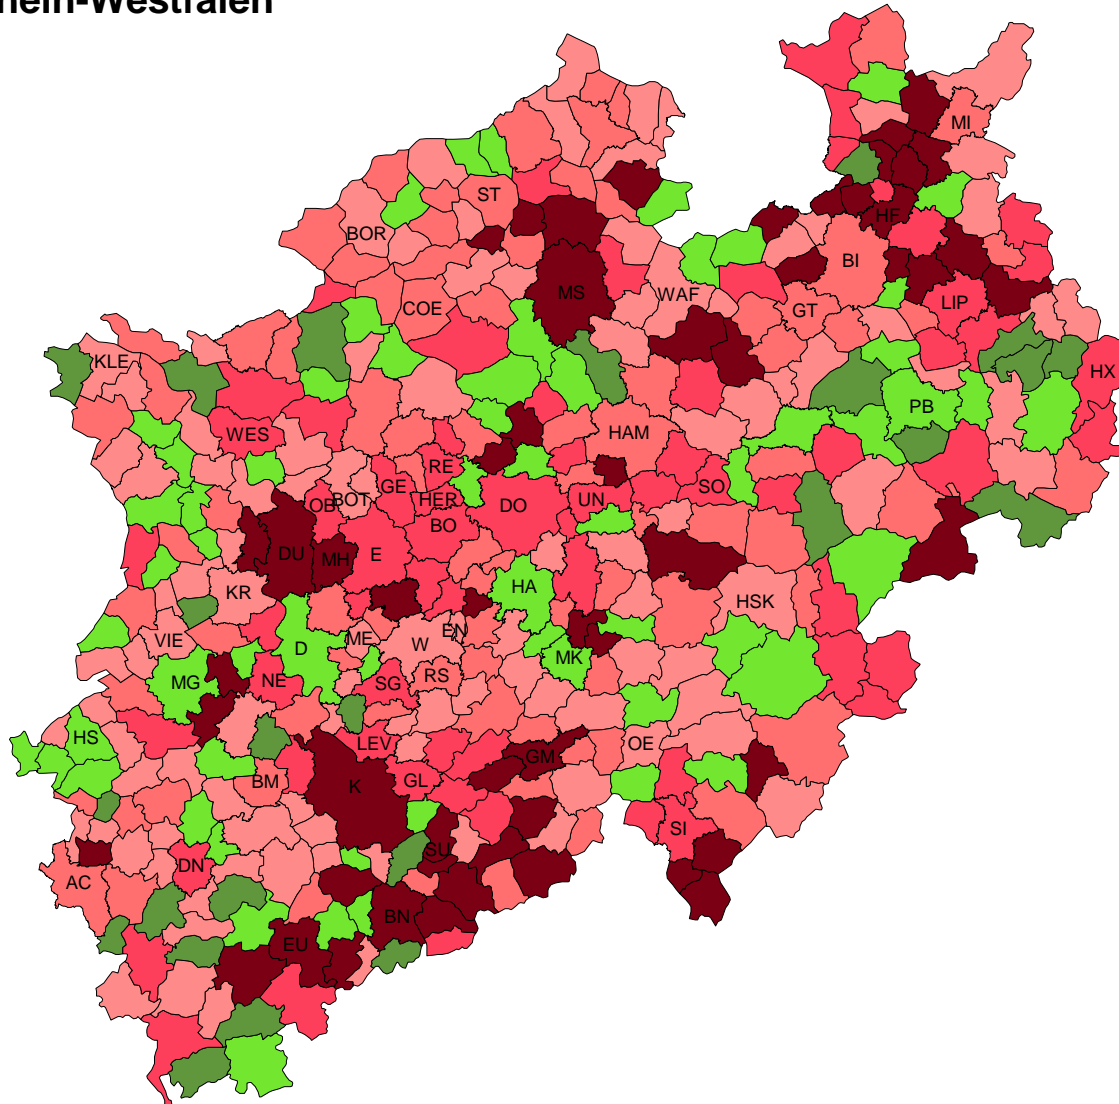 hein-Westfalen
MI
ST
HF
BOR
BI
MS
WAF
LIP
COE
GT
KLE
HX
PB
WES
HAM
RE
GE
SO
BOT
HER
UN
OB
DO
BO
DU
MH
E
HA
KR
HSK
EN
VIE
ME
W
D
MK
RS
MG
NE
SG
HS
LEV
OE
GM
BM
GL
K
SI
SU
DN
AC
BN
EU